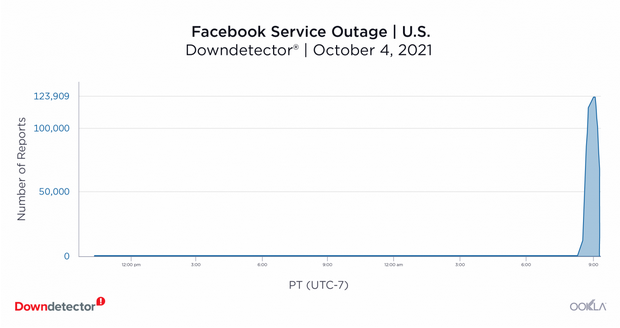 Facebook Service Outage | U.S.
Downdetector® | October 4, 2021
Number of Reports
123,909
100,000
50,000
0
12:00 pm 3:00 6:00 9:00 12:00 am 3:00 6:00 9:00
PT (UTC-7)
Downdetector
OOKLA